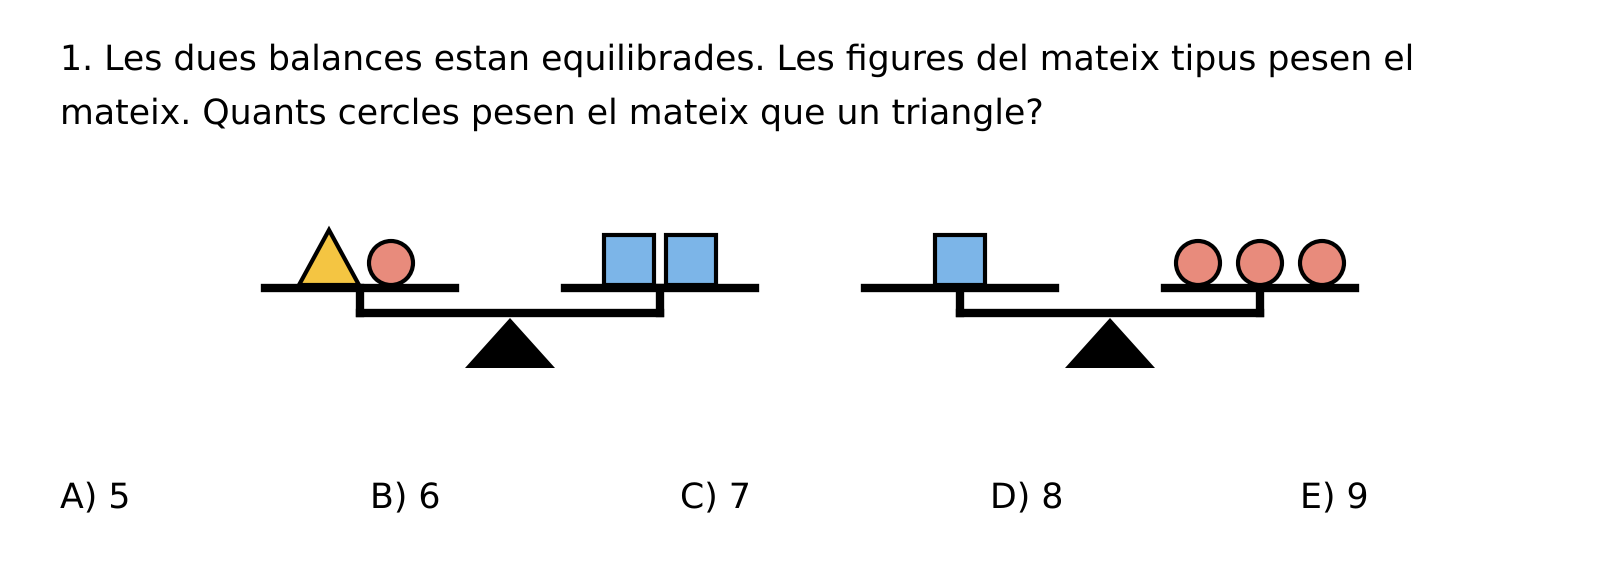 1. Les dues balances estan equilibrades. Les figures del mateix tipus pesen el
mateix. Quants cercles pesen el mateix que un triangle?
A) 5 B) 6 C) 7 D) 8 E) 9